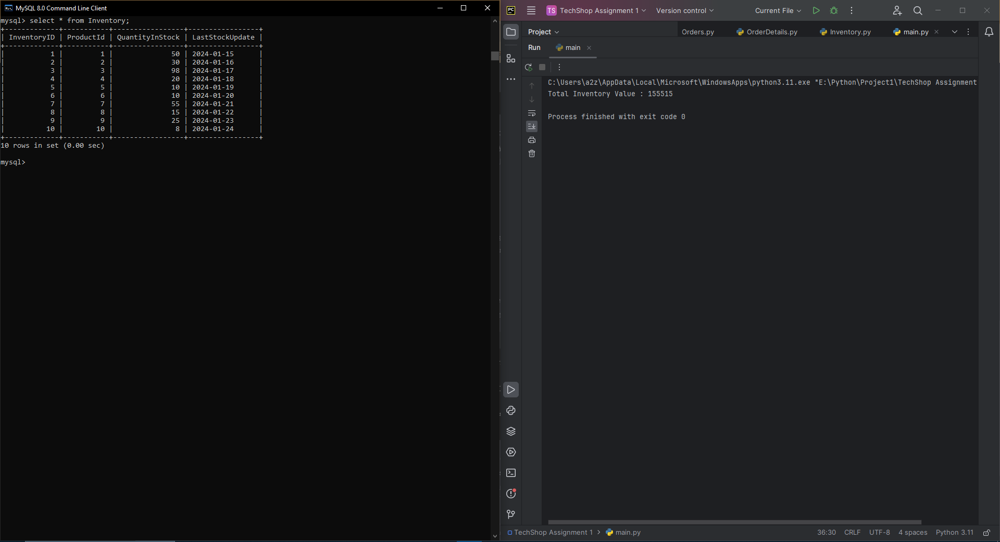 MySQL 8.0 Command Line Client
mysql> select * from Inventory;
+-------------+-----------+-----------------+-----------------+
| InventoryID | ProductId | QuantityInStock | LastStockUpdate |
+-------------+-----------+-----------------+-----------------+
|           1 |         1 |              50 | 2024-01-15      |
|           2 |         2 |              30 | 2024-01-16      |
|           3 |         3 |              98 | 2024-01-17      |
|           4 |         4 |              20 | 2024-01-18      |
|           5 |         5 |              10 | 2024-01-19      |
|           6 |         6 |              10 | 2024-01-20      |
|           7 |         7 |              55 | 2024-01-21      |
|           8 |         8 |              15 | 2024-01-22      |
|           9 |         9 |              25 | 2024-01-23      |
|          10 |        10 |               8 | 2024-01-24      |
+-------------+-----------+-----------------+-----------------+
10 rows in set (0.00 sec)
mysql>
PC TS TechShop Assignment 1 Version control Current File
Project Orders.py OrderDetails.py Inventory.py main.py
Run main
C:\Users\a2z\AppData\Local\Microsoft\WindowsApps\python3.11.exe "E:\Python\Project1\TechShop Assignment
Total Inventory Value : 155515
Process finished with exit code 0
TechShop Assignment 1 > main.py 36:30 CRLF UTF-8 4 spaces Python 3.11